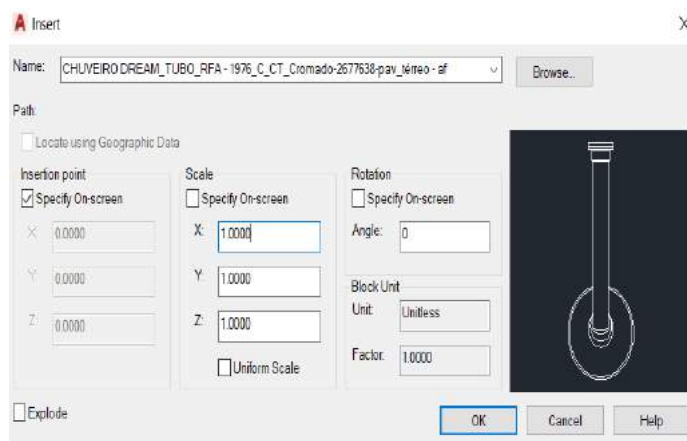 Insert
Name: CHUVEIRO DREAM_TUBO_RFA - 1976_C_CT_Cromado-2677638-pav_térreo - af Browse...
Path:
Locate using Geographic Data
Insertion point
Specify On-screen
X: 0.0000
Y: 0.0000
Z: 0.0000
Scale
Specify On-screen
X: 1.0000
Y: 1.0000
Z: 1.0000
Uniform Scale
Rotation
Specify On-screen
Angle: 0
Block Unit
Unit: Unitless
Factor: 1.0000
Explode
OK Cancel Help